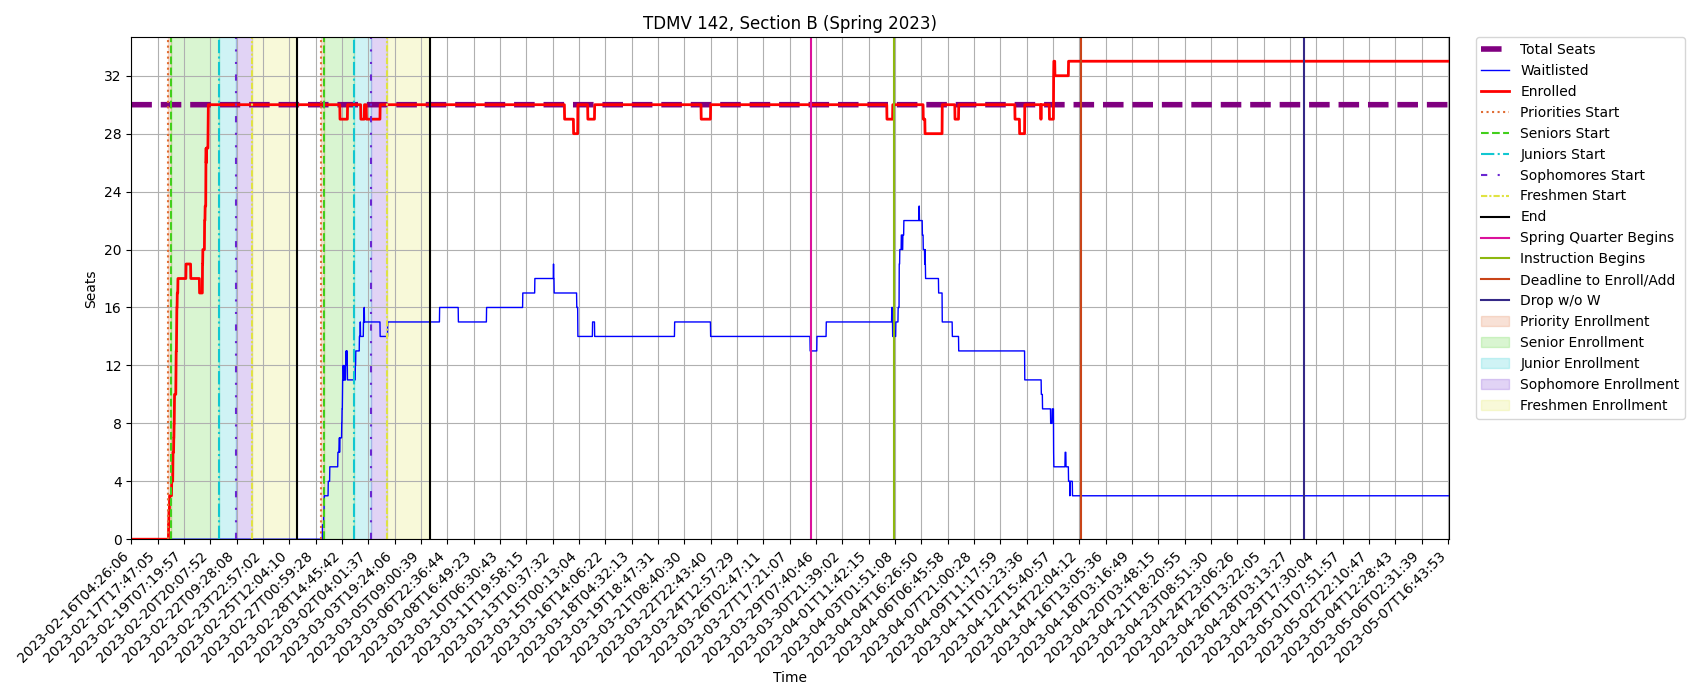 TDMV 142, Section B (Spring 2023)
Seats
32
28
24
20
16
12
8
4
0
2023-02-16T04:26:06
2023-02-17T17:47:05
2023-02-19T07:19:57
2023-02-20T20:07:52
2023-02-22T09:28:08
2023-02-23T22:57:02
2023-02-25T12:04:10
2023-02-27T00:59:28
2023-02-28T14:45:42
2023-03-02T04:01:37
2023-03-03T19:24:06
2023-03-05T09:00:39
2023-03-06T22:36:44
2023-03-08T16:49:23
2023-03-10T06:30:43
2023-03-11T19:58:15
2023-03-13T10:37:32
2023-03-15T00:13:04
2023-03-16T14:06:22
2023-03-18T04:32:13
2023-03-19T18:47:31
2023-03-21T08:40:30
2023-03-22T22:43:40
2023-03-24T12:57:29
2023-03-26T02:47:11
2023-03-27T17:21:07
2023-03-29T07:40:46
2023-03-30T21:39:02
2023-04-01T11:42:15
2023-04-03T01:51:08
2023-04-04T16:26:50
2023-04-06T06:45:58
2023-04-07T21:00:28
2023-04-09T11:17:59
2023-04-11T01:23:36
2023-04-12T15:40:57
2023-04-14T22:04:12
2023-04-16T13:05:36
2023-04-18T03:16:49
2023-04-20T03:48:15
2023-04-21T18:20:55
2023-04-23T08:51:30
2023-04-24T23:06:26
2023-04-26T13:22:05
2023-04-28T03:13:27
2023-04-29T17:30:04
2023-05-01T07:51:57
2023-05-02T22:10:47
2023-05-04T12:28:43
2023-05-06T02:31:39
2023-05-07T16:43:53
Time
Total Seats
Waitlisted
Enrolled
Priorities Start
Seniors Start
Juniors Start
Sophomores Start
Freshmen Start
End
Spring Quarter Begins
Instruction Begins
Deadline to Enroll/Add
Drop w/o W
Priority Enrollment
Senior Enrollment
Junior Enrollment
Sophomore Enrollment
Freshmen Enrollment